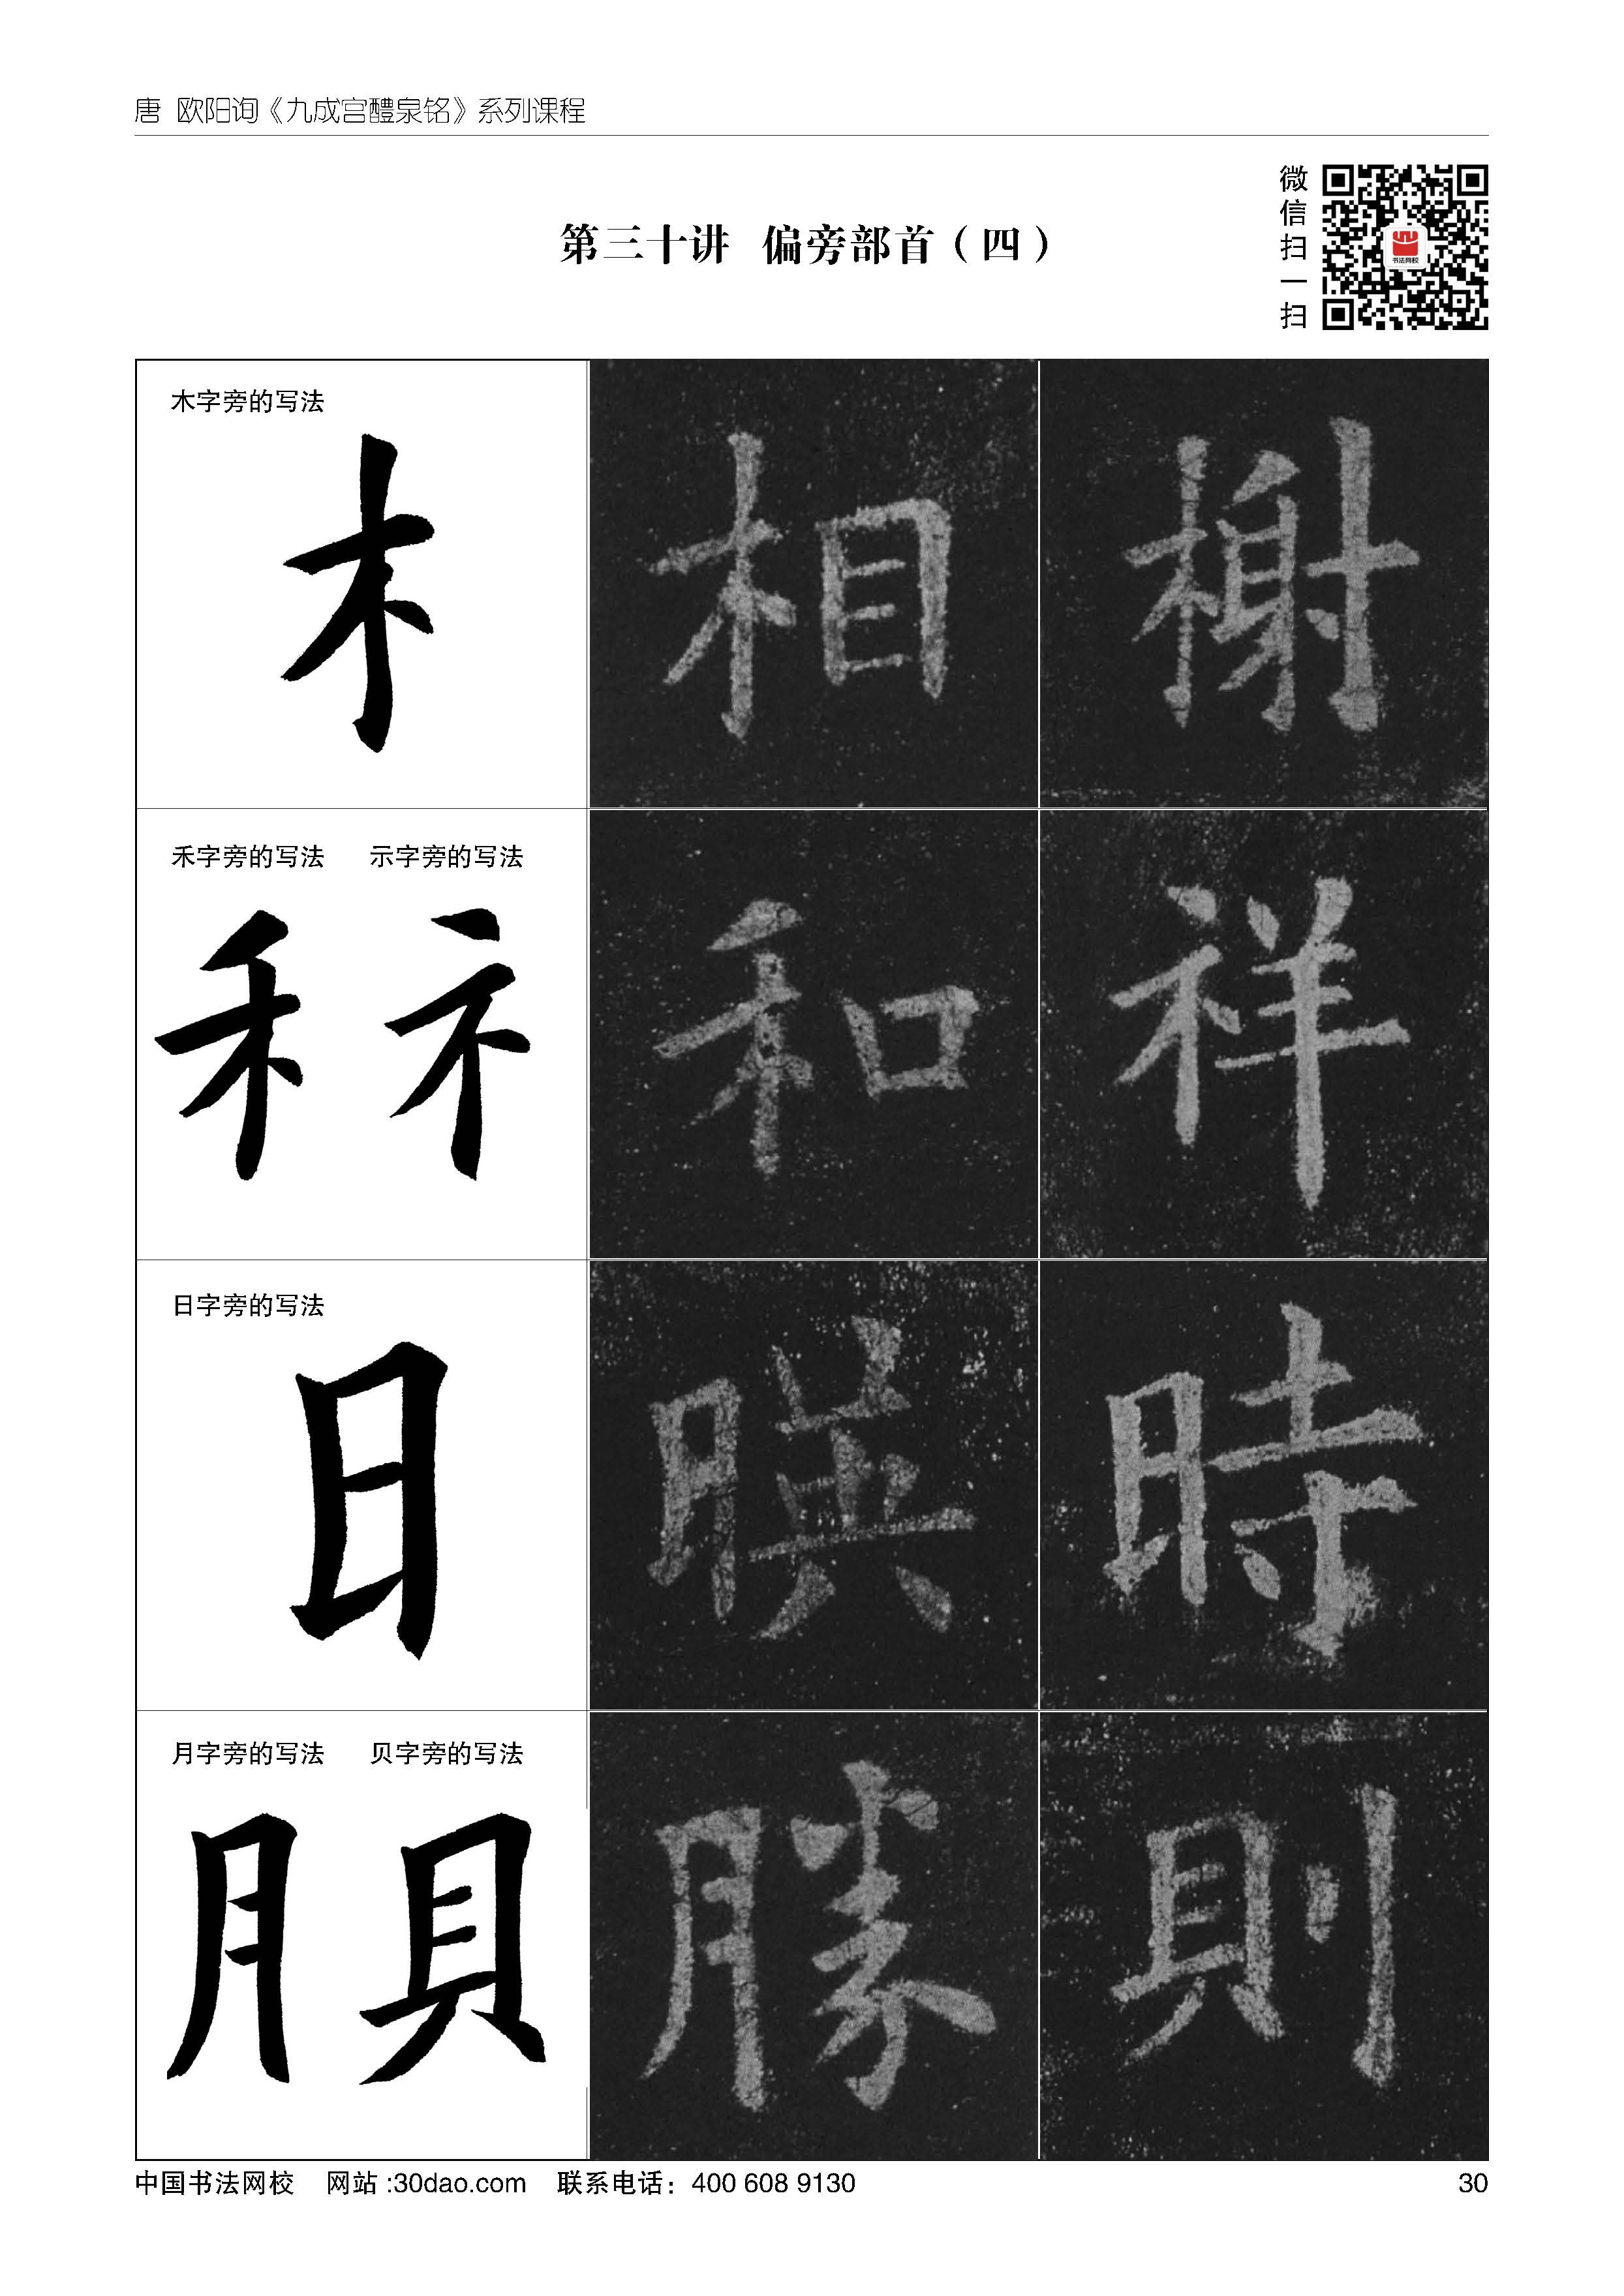 唐 欧阳询《九成宫醴泉铭》系列课程
微信扫一扫
书法网校
第三十讲 偏旁部首（四）
木字旁的写法
木 相 榭
禾字旁的写法 示字旁的写法
禾 礻 和 祥
日字旁的写法
日 暎 時
月字旁的写法 贝字旁的写法
月 貝 勝 則
中国书法网校 网站:30dao.com 联系电话：400 608 9130
30